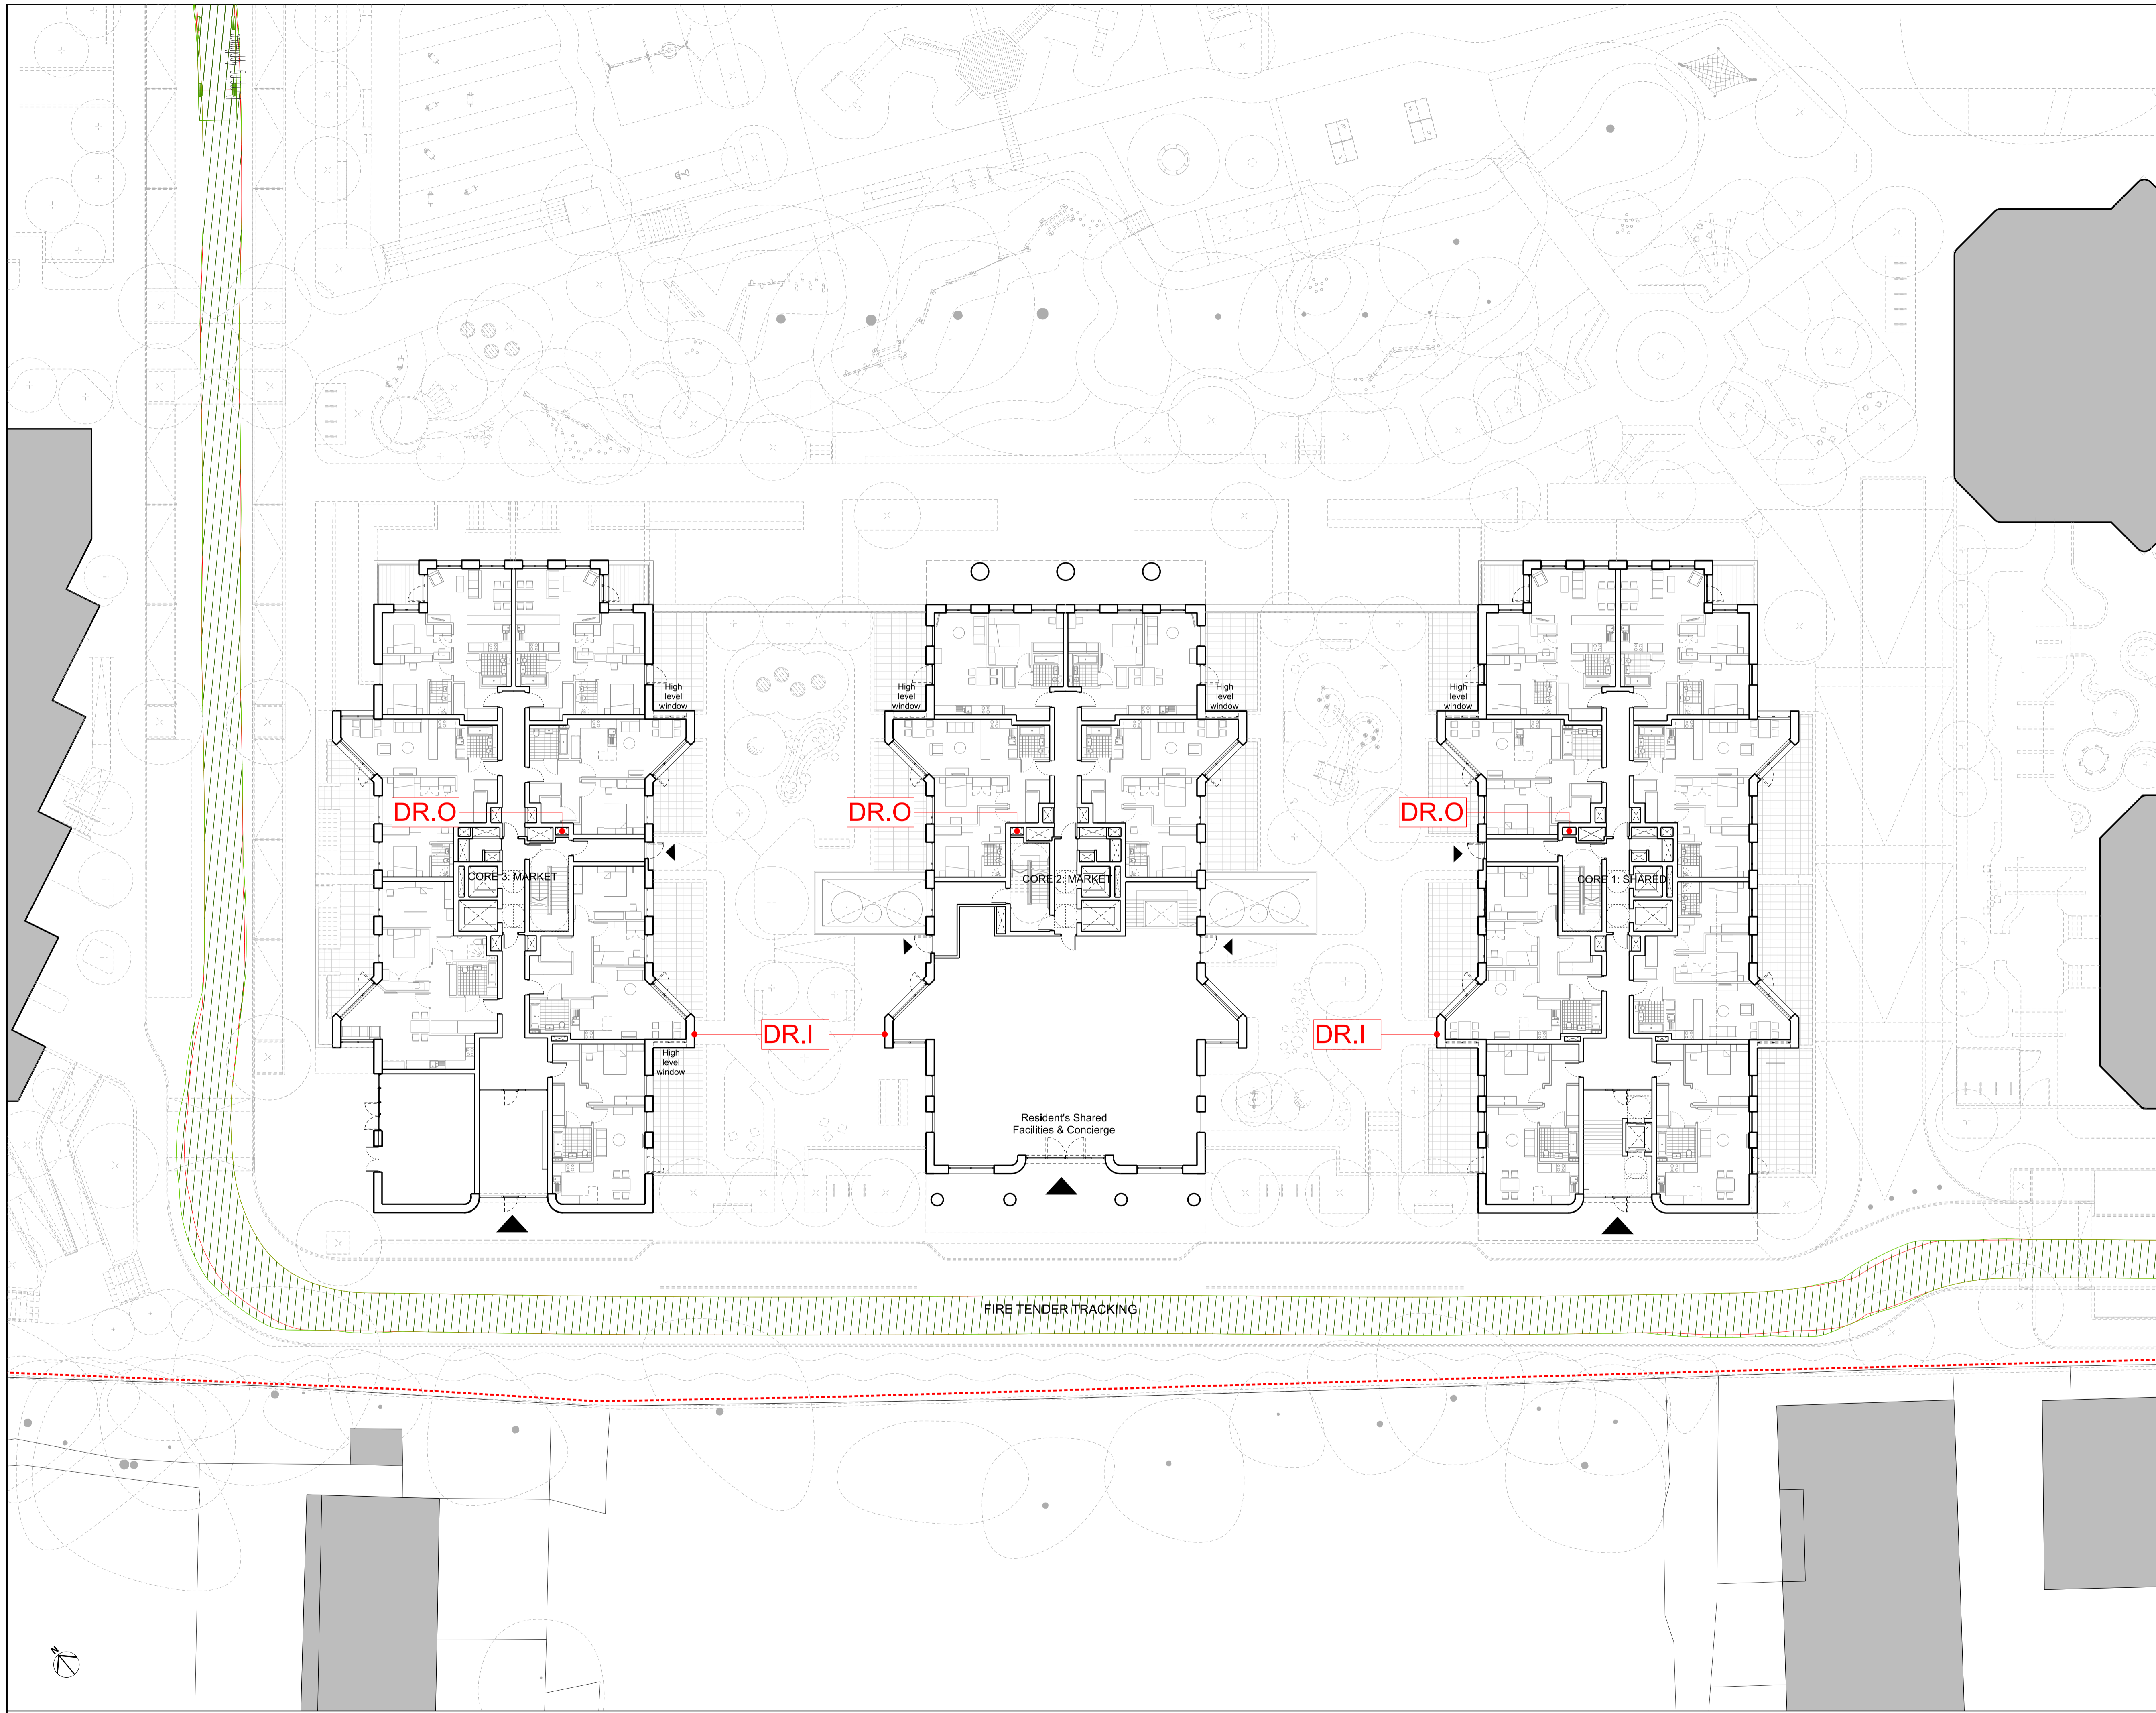 High
level
window
High
level
window
High
level
window
High
level
window
DR.O
DR.O
DR.O
CORE 3: MARKET
CORE 2: MARKET
CORE 1: SHARED
DR.I
DR.I
High
level
window
Resident's Shared
Facilities & Concierge
FIRE TENDER TRACKING
N